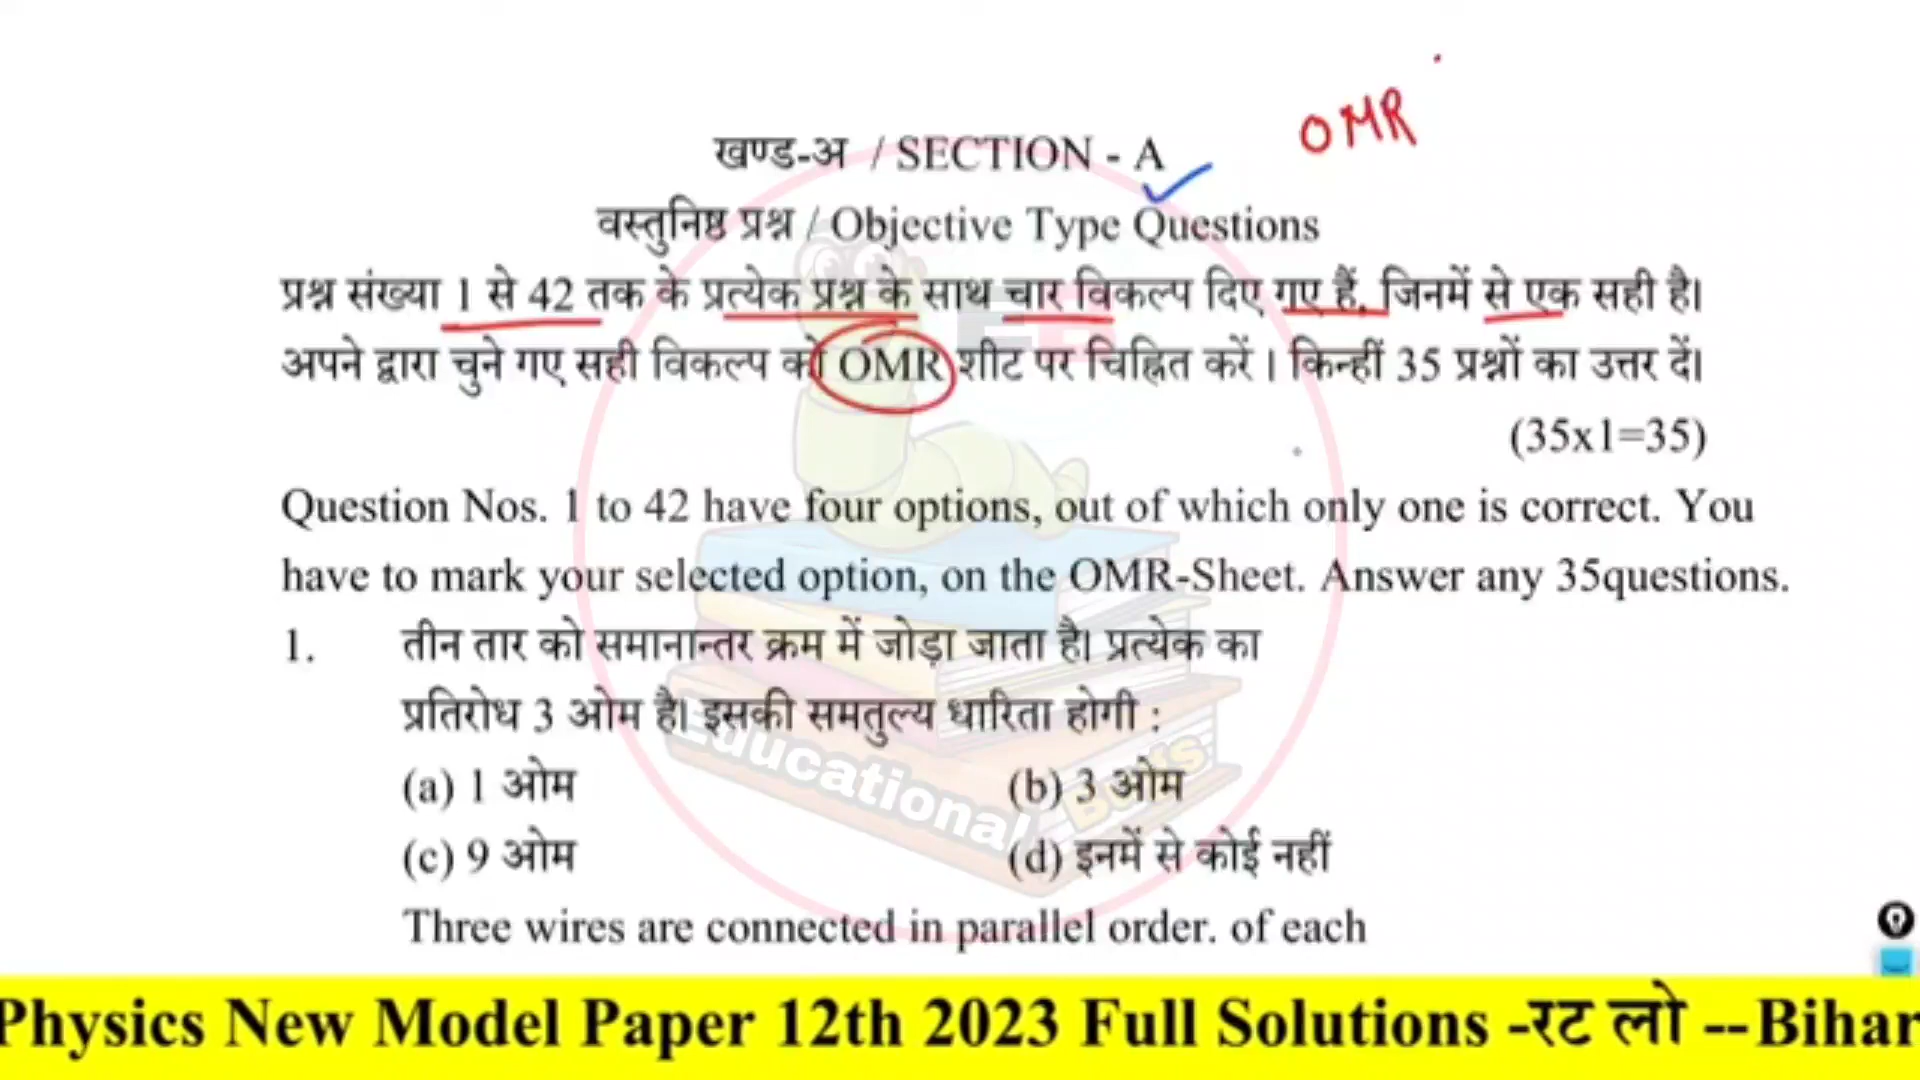 OMR
खण्ड-अ / SECTION - A
वस्तुनिष्ठ प्रश्न / Objective Type Questions
प्रश्न संख्या 1 से 42 तक के प्रत्येक प्रश्न के साथ चार विकल्प दिए गए हैं, जिनमें से एक सही है।
अपने द्वारा चुने गए सही विकल्प को OMR शीट पर चिह्नित करें । किन्हीं 35 प्रश्नों का उत्तर दें।
(35x1=35)
Question Nos. 1 to 42 have four options, out of which only one is correct. You
have to mark your selected option, on the OMR-Sheet. Answer any 35questions.
1. तीन तार को समानान्तर क्रम में जोड़ा जाता है। प्रत्येक का
प्रतिरोध 3 ओम है। इसकी समतुल्य धारिता होगी :
Educational
(a) 1 ओम (b) 3 ओम
(c) 9 ओम (d) इनमें से कोई नहीं
Three wires are connected in parallel order. of each
Physics New Model Paper 12th 2023 Full Solutions -रट लो --Bihar